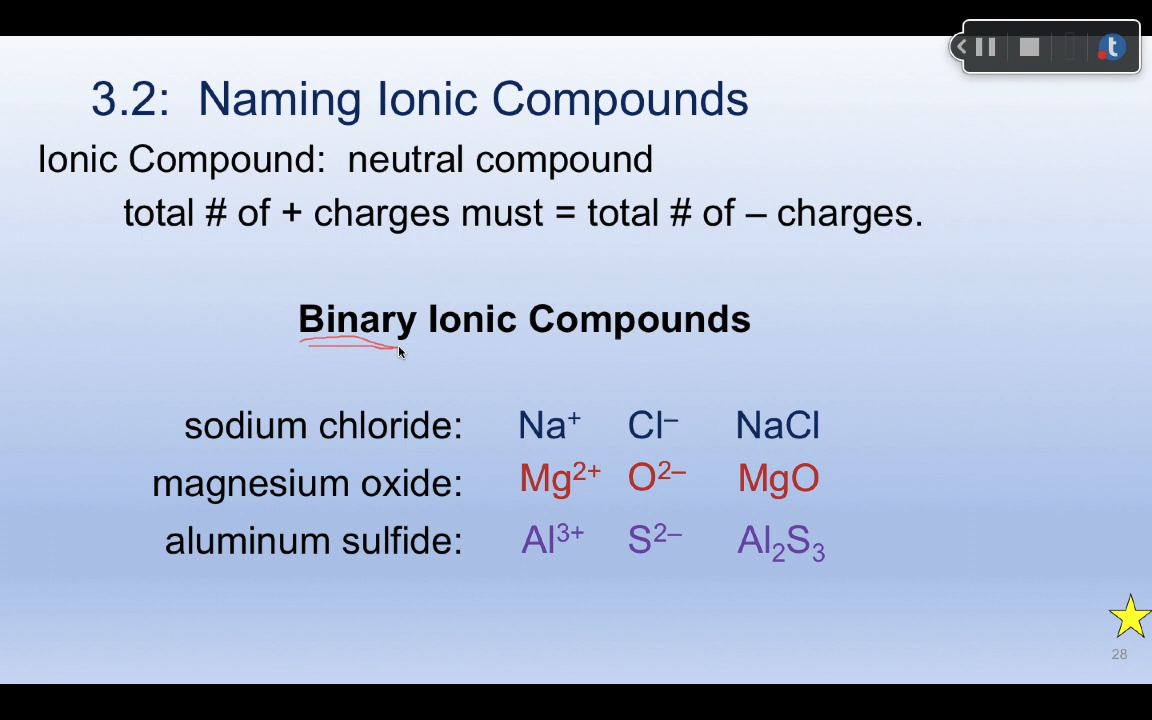 3.2: Naming Ionic Compounds
Ionic Compound: neutral compound
total # of + charges must = total # of – charges.
Binary Ionic Compounds
sodium chloride: Na⁺ Cl⁻ NaCl
magnesium oxide: Mg²⁺ O²⁻ MgO
aluminum sulfide: Al³⁺ S²⁻ Al₂S₃
28
t